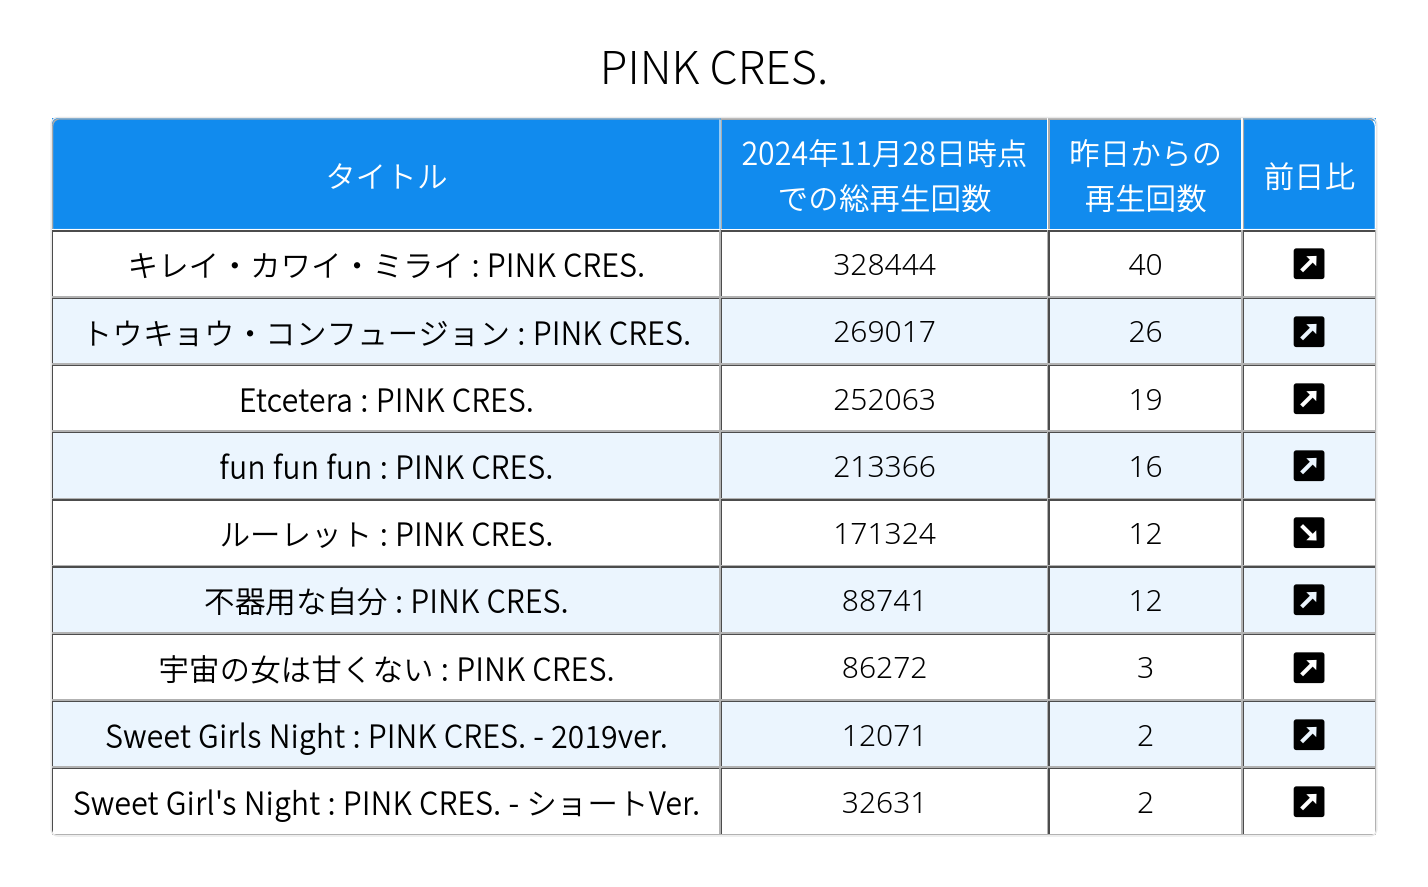 PINK CRES.
タイトル
2024年11月28日時点
での総再生回数
昨日からの
再生回数
前日比
キレイ・カワイ・ミライ : PINK CRES. 328444 40
トウキョウ・コンフュージョン : PINK CRES. 269017 26
Etcetera : PINK CRES. 252063 19
fun fun fun : PINK CRES. 213366 16
ルーレット : PINK CRES. 171324 12
不器用な自分 : PINK CRES. 88741 12
宇宙の女は甘くない : PINK CRES. 86272 3
Sweet Girls Night : PINK CRES. - 2019ver. 12071 2
Sweet Girl's Night : PINK CRES. - ショートVer. 32631 2